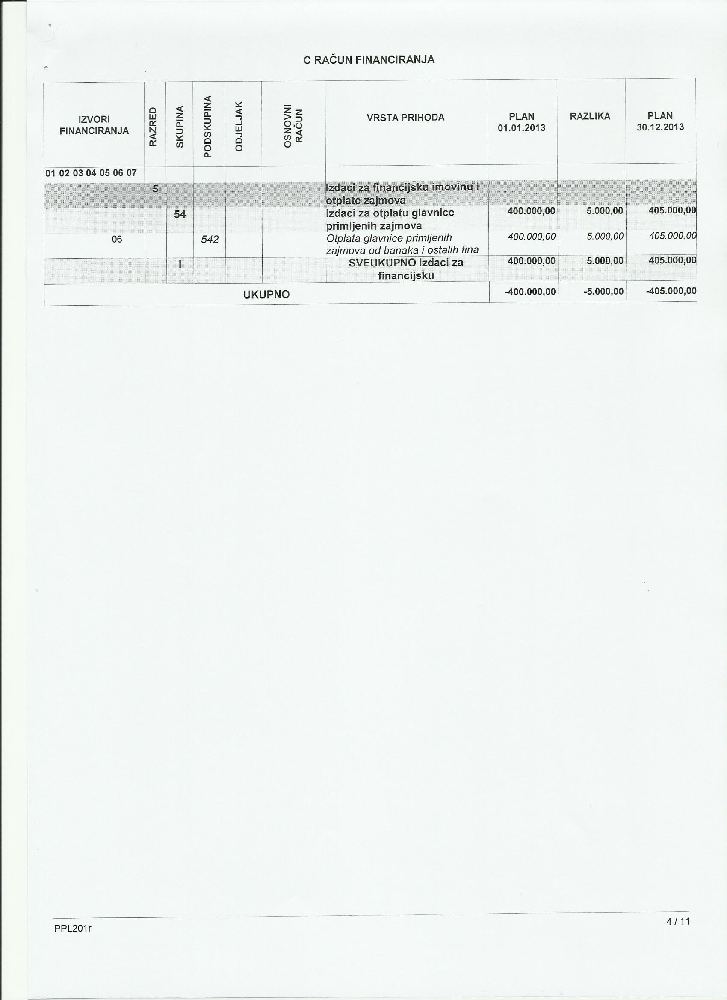 C RAČUN FINANCIRANJA
IZVORI
FINANCIRANJA
RAZRED
SKUPINA
PODSKUPINA
ODJELJAK
OSNOVNI
RAČUN
VRSTA PRIHODA
PLAN
01.01.2013
RAZLIKA
PLAN
30.12.2013
01 02 03 04 05 06 07
5 Izdaci za financijsku imovinu i
otplate zajmova
54 Izdaci za otplatu glavnice 400.000,00 5.000,00 405.000,00
primljenih zajmova
06 542 Otplata glavnice primljenih 400.000,00 5.000,00 405.000,00
zajmova od banaka i ostalih fina
I SVEUKUPNO Izdaci za 400.000,00 5.000,00 405.000,00
financijsku
UKUPNO -400.000,00 -5.000,00 -405.000,00
PPL201r 4 / 11